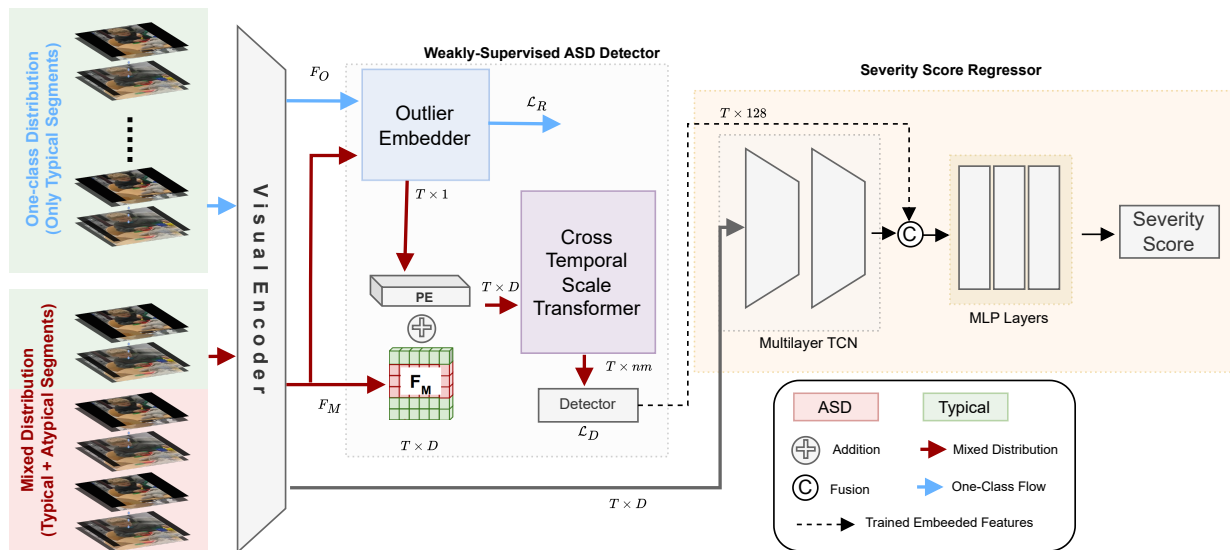 One-class Distribution
(Only Typical Segments)
Mixed Distribution
(Typical + Atypical Segments)
Visual Encoder
Weakly-Supervised ASD Detector
F_O
Outlier
Embedder
ℒ_R
T × 1
PE
T × D
Cross
Temporal
Scale
Transformer
F_M
F_M
T × D
T × nm
Detector
ℒ_D
T × D
Severity Score Regressor
T × 128
Multilayer TCN
C
MLP Layers
Severity
Score
ASD
Typical
Addition
Mixed Distribution
C
Fusion
One-Class Flow
Trained Embeeded Features